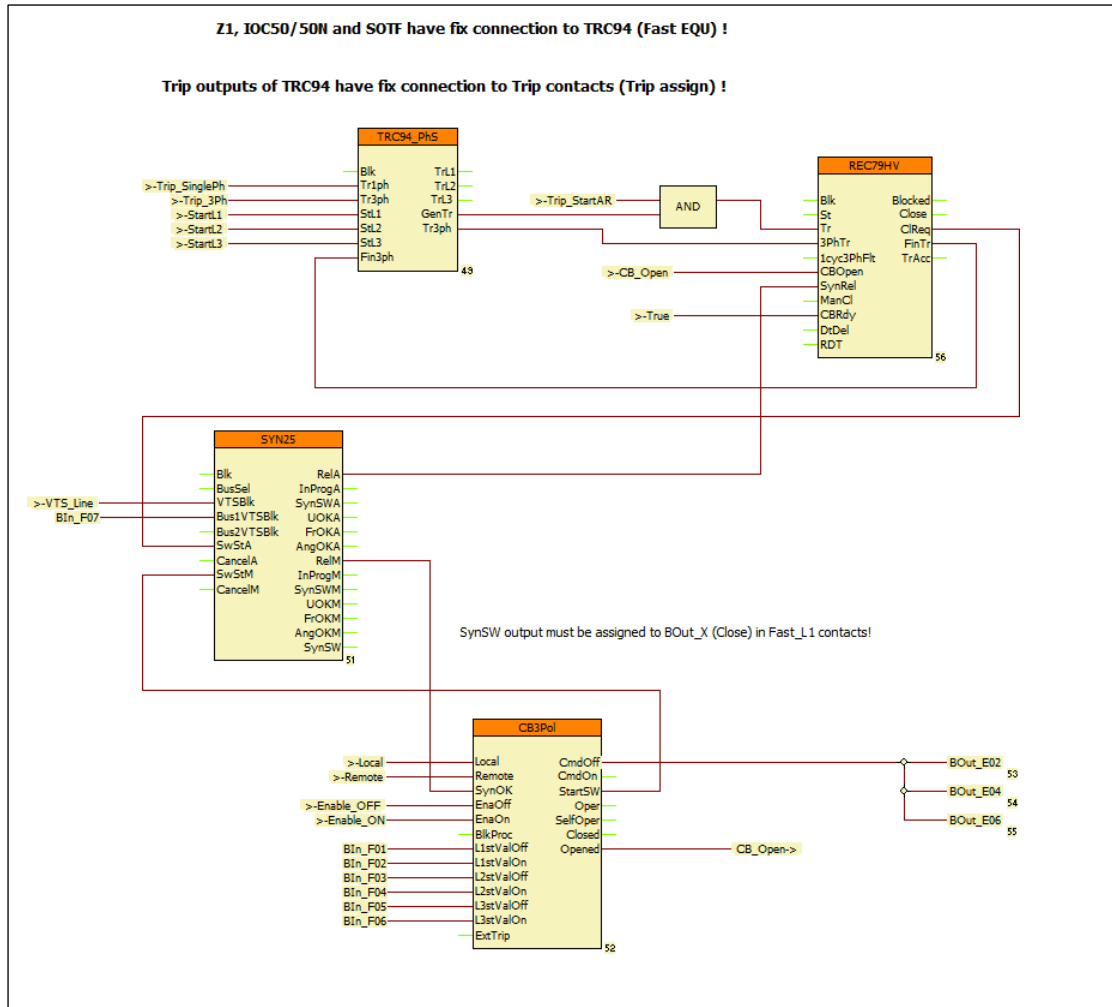 Z1, IOC50/50N and SOTF have fix connection to TRC94 (Fast EQU) !
Trip outputs of TRC94 have fix connection to Trip contacts (Trip assign) !
TRC94_PhS
Blk
Tr1ph
Tr3ph
StL1
StL2
StL3
Fin3ph
TrL1
TrL2
TrL3
GenTr
Tr3ph
49
>-Trip_SinglePh
>-Trip_3Ph
>-StartL1
>-StartL2
>-StartL3
>-Trip_StartAR
AND
>-CB_Open
>-True
REC79HV
Blk
St
Tr
3PhTr
1cyc3PhFlt
CBOpen
SynRel
ManCl
CBRdy
DtDel
RDT
Blocked
Close
ClReq
FinTr
TrAcc
56
SYN25
>-VTS_Line
BIn_F07
Blk
BusSel
VTSBlk
Bus1VTSBlk
Bus2VTSBlk
SwStA
CancelA
SwStM
CancelM
RelA
InProgA
SynSWA
UOKA
FrOKA
AngOKA
RelM
InProgM
SynSWM
UOKM
FrOKM
AngOKM
SynSW
51
SynSW output must be assigned to BOut_X (Close) in Fast_L1 contacts!
CB3Pol
>-Local
>-Remote
>-Enable_OFF
>-Enable_ON
BIn_F01
BIn_F02
BIn_F03
BIn_F04
BIn_F05
BIn_F06
Local
Remote
SynOK
EnaOff
EnaOn
BlkProc
L1stValOff
L1stValOn
L2stValOff
L2stValOn
L3stValOff
L3stValOn
ExtTrip
CmdOff
CmdOn
StartSW
Oper
SelfOper
Closed
Opened
52
CB_Open->
BOut_E02
53
BOut_E04
54
BOut_E06
55